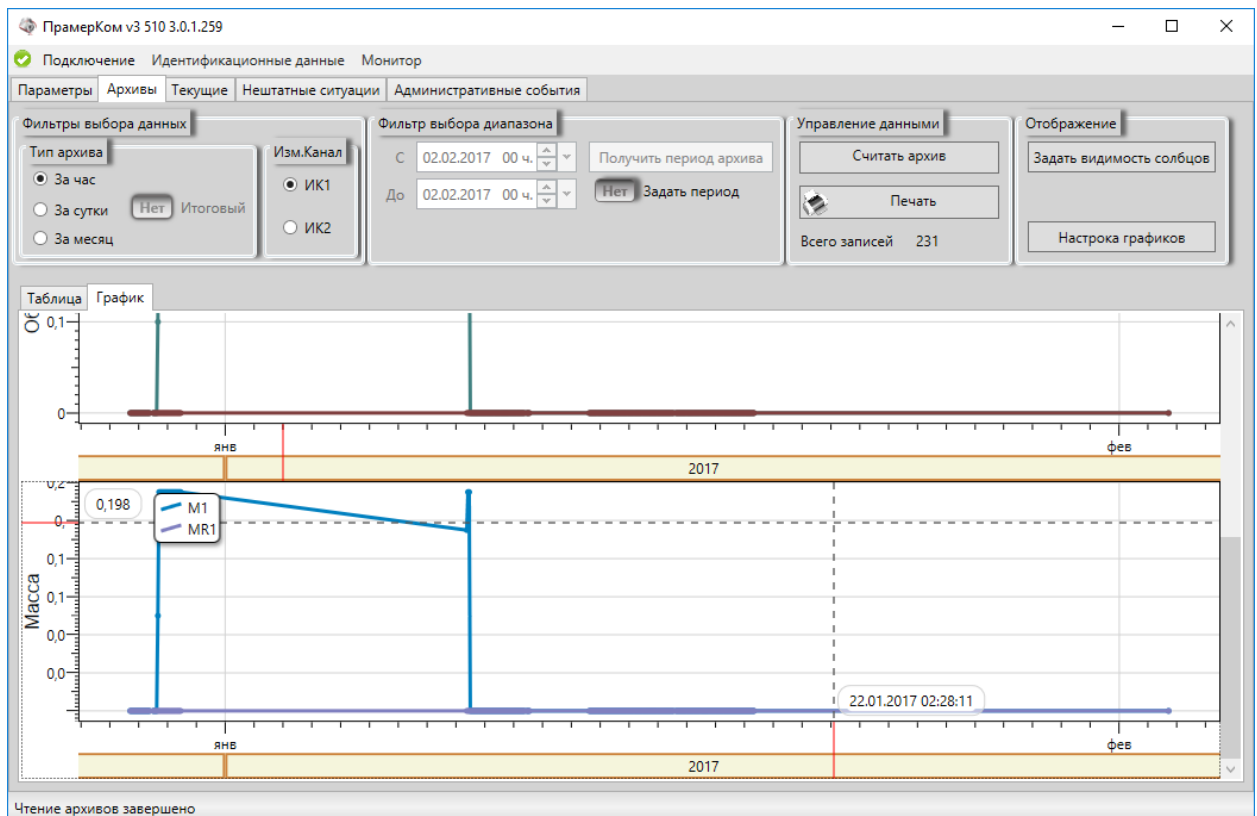 ПрамерКом v3 510 3.0.1.259
Подключение Идентификационные данные Монитор
Параметры Архивы Текущие Нештатные ситуации Административные события
Фильтры выбора данных
Тип архива
За час
За сутки Нет Итоговый
За месяц
Изм.Канал
ИК1
ИК2
Фильтр выбора диапазона
С 02.02.2017 00 ч. Получить период архива
До 02.02.2017 00 ч. Нет Задать период
Управление данными
Считать архив
Печать
Всего записей 231
Отображение
Задать видимость солбцов
Настрока графиков
Таблица График
Об
0,1
0
янв фев
2017
0,2
0,198
M1
MR1
0,
0,1
0,1
0,0
0,0
Масса
22.01.2017 02:28:11
янв фев
2017
Чтение архивов завершено